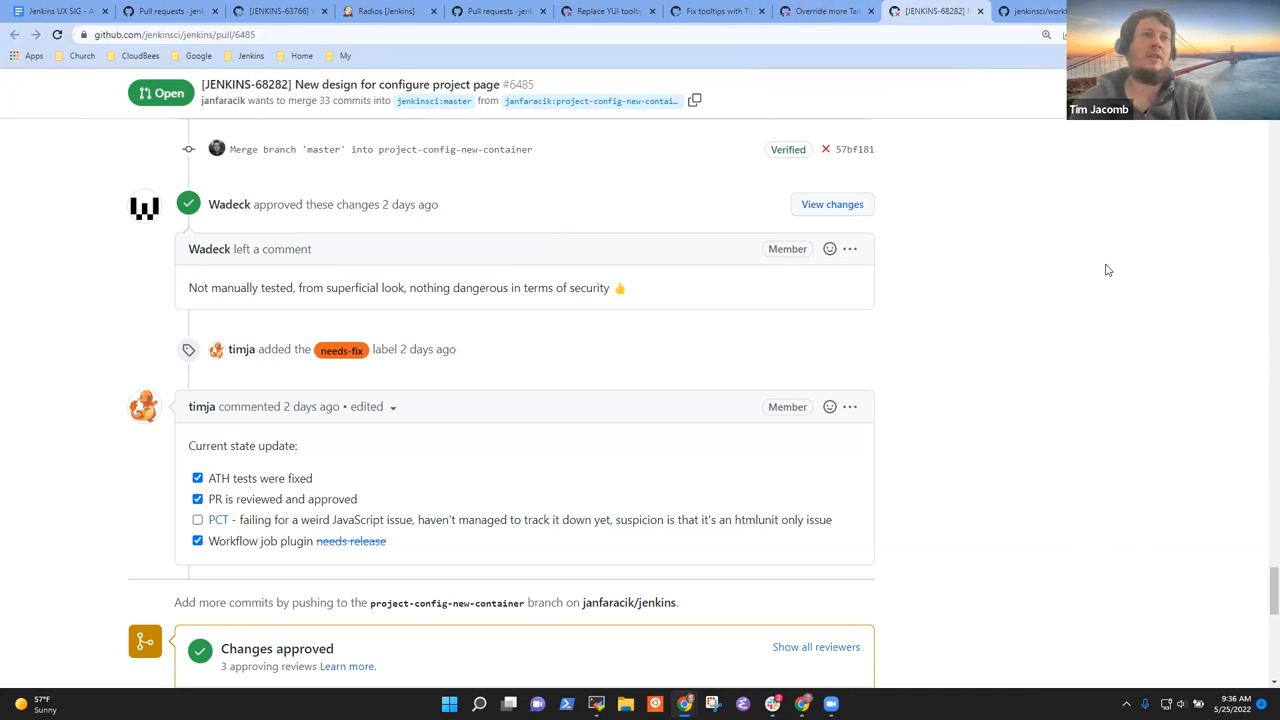 Jenkins UX SIG - A
Pull requests · jenk
[JENKINS-63766] V
Radios [Jenkins]
Pull requests · jenk
Replace YUI tooltip
Fix tooltips with Tip
Override more Tan
[JENKINS-68282] N
jenkinsci/work
github.com/jenkinsci/jenkins/pull/6485
Apps
Church
CloudBees
Google
Jenkins
Home
My
Open
[JENKINS-68282] New design for configure project page #6485
janfaracik wants to merge 33 commits into jenkinsci:master from janfaracik:project-config-new-contai…
Tim Jacomb
Merge branch 'master' into project-config-new-container
Verified
57bf181
Wadeck approved these changes 2 days ago
View changes
Wadeck left a comment
Member
Not manually tested, from superficial look, nothing dangerous in terms of security 👍
timja added the needs-fix label 2 days ago
timja commented 2 days ago • edited
Member
Current state update:
ATH tests were fixed
PR is reviewed and approved
PCT - failing for a weird JavaScript issue, haven't managed to track it down yet, suspicion is that it's an htmlunit only issue
Workflow job plugin needs release
Add more commits by pushing to the project-config-new-container branch on janfaracik/jenkins.
Changes approved
Show all reviewers
3 approving reviews Learn more.
57°F
Sunny
9:36 AM
5/25/2022